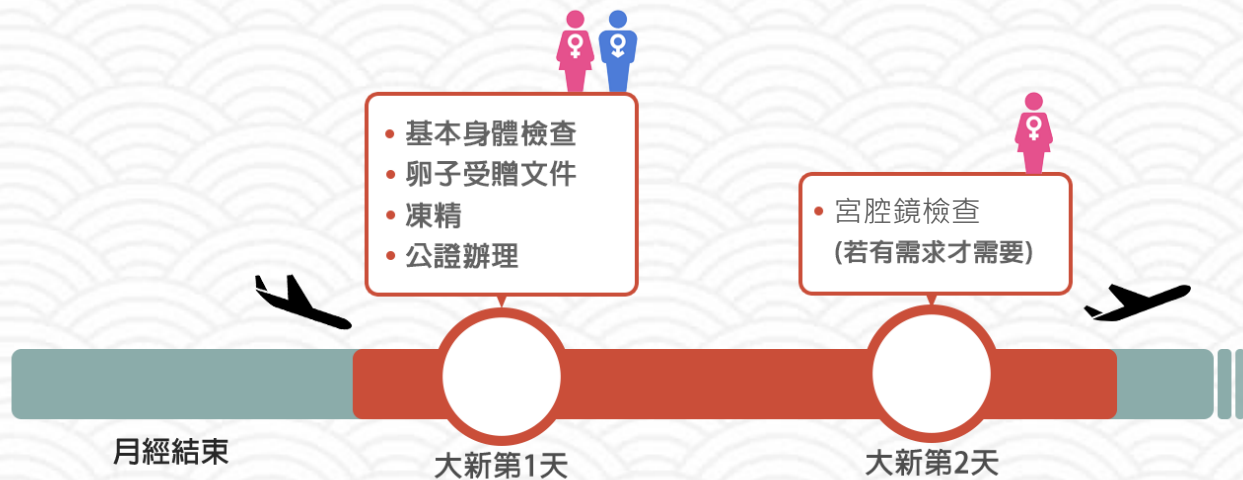 • 基本身體檢查
• 卵子受贈文件
• 凍精
• 公證辦理
• 宮腔鏡檢查
(若有需求才需要)
月經結束
大新第1天
大新第2天